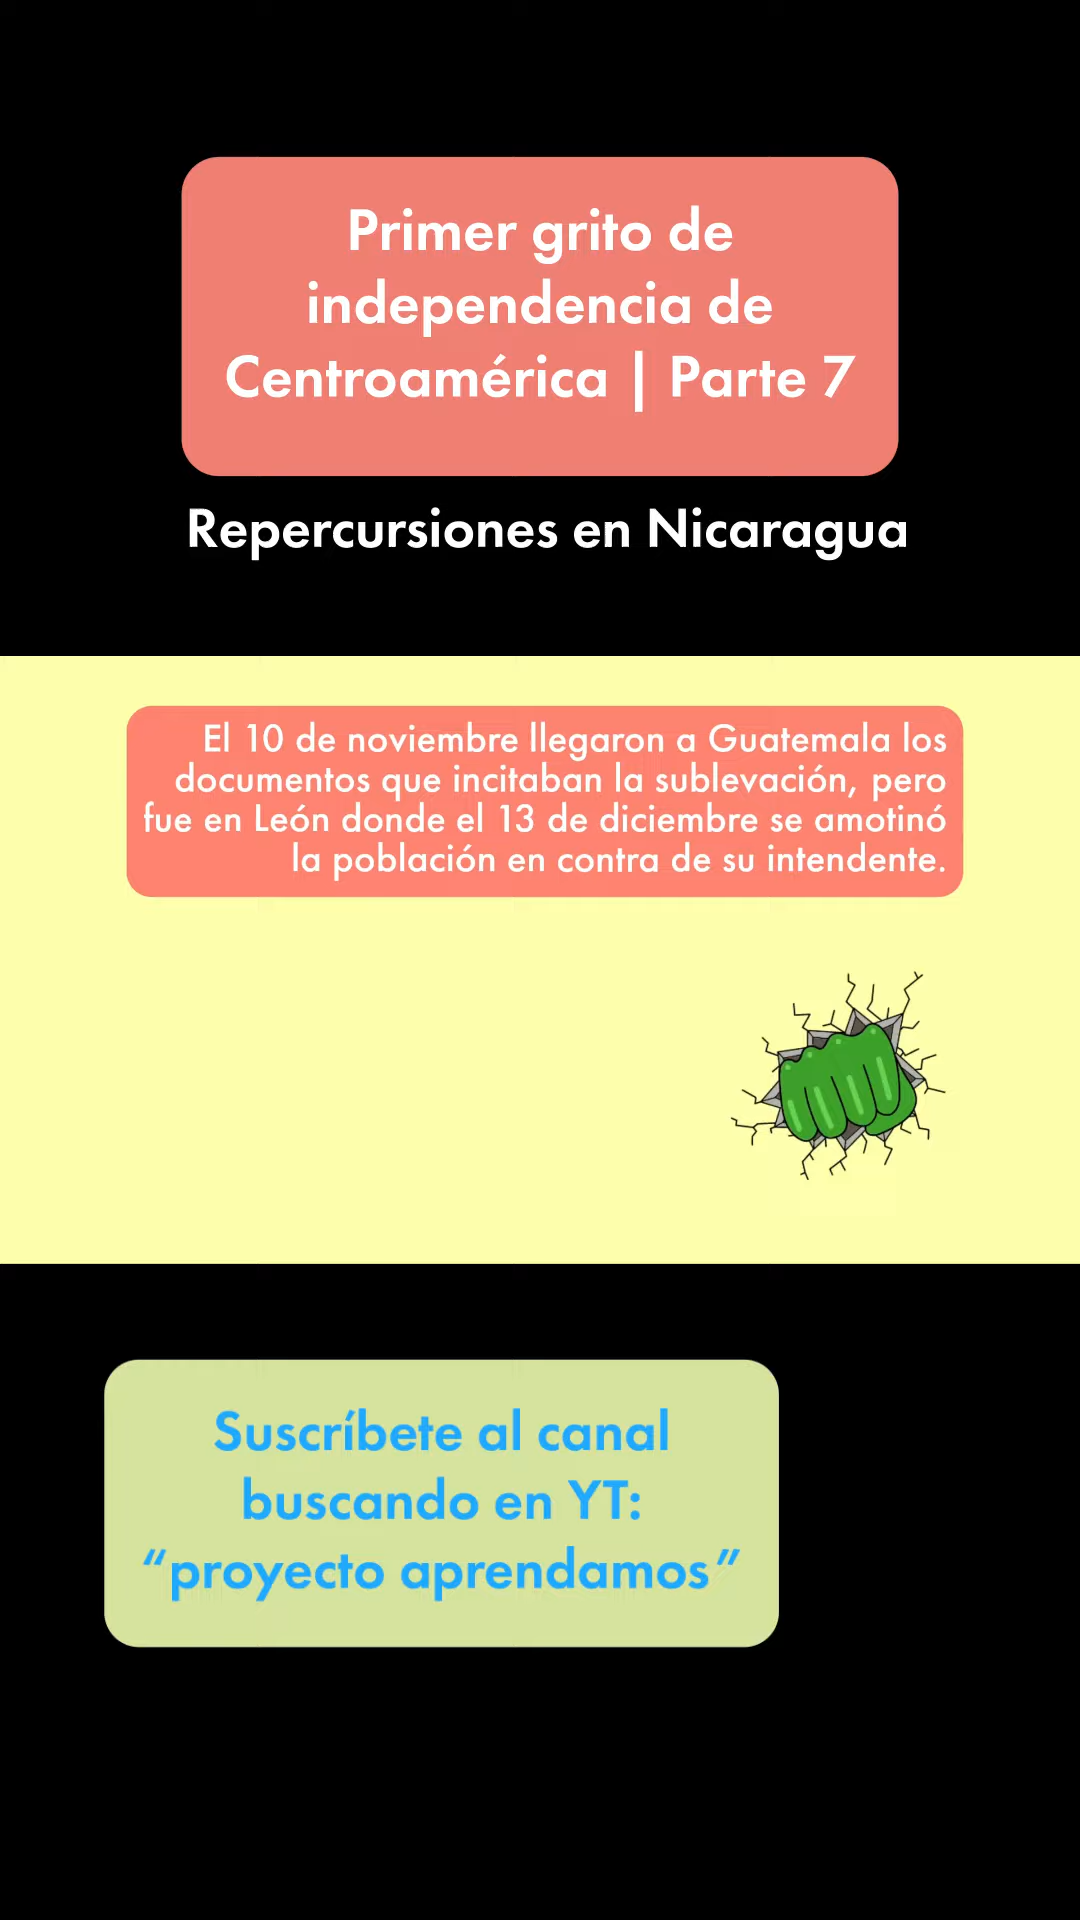 Primer grito de
independencia de
Centroamérica | Parte 7
Repercursiones en Nicaragua
El 10 de noviembre llegaron a Guatemala los
documentos que incitaban la sublevación, pero
fue en León donde el 13 de diciembre se amotinó
la población en contra de su intendente.
Suscríbete al canal
buscando en YT:
“proyecto aprendamos”